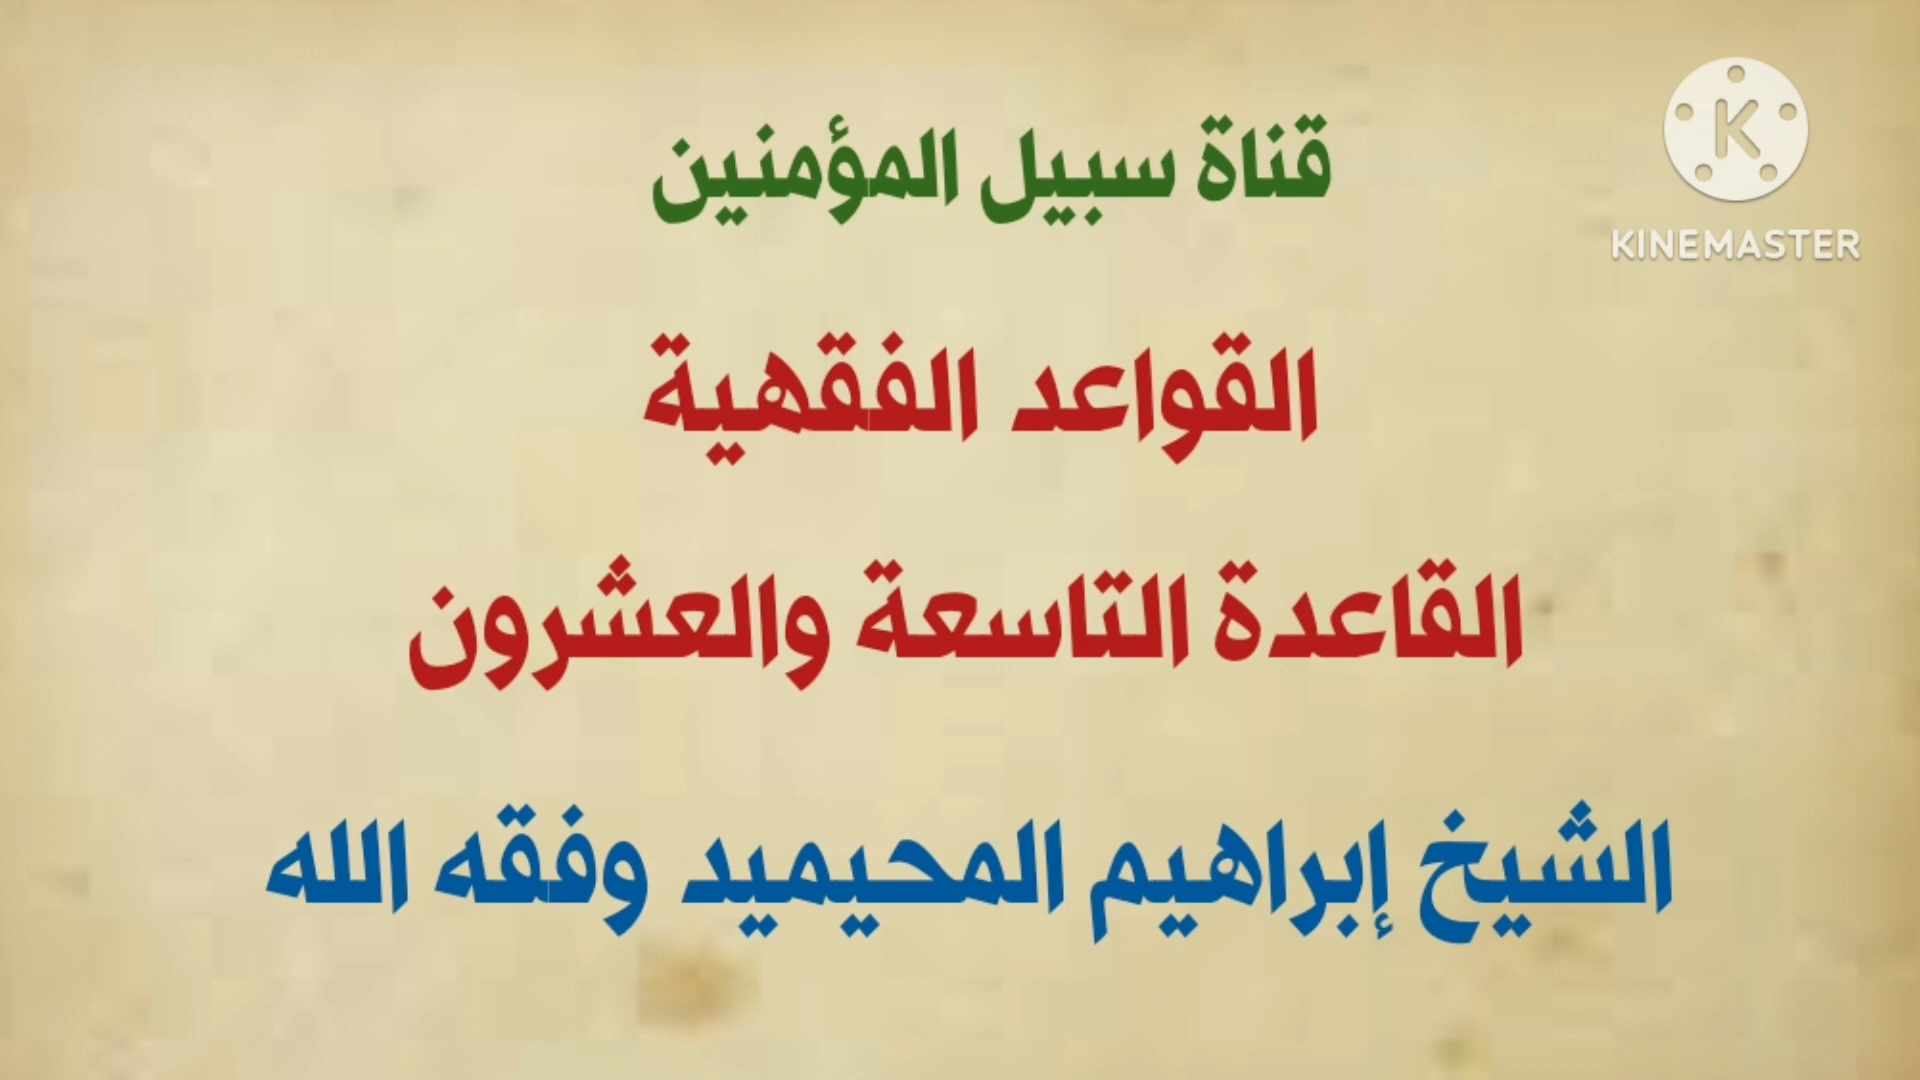 قناة سبيل المؤمنين
KINEMASTER
القواعد الفقهية
القاعدة التاسعة والعشرون
الشيخ إبراهيم المحيميد وفقه الله